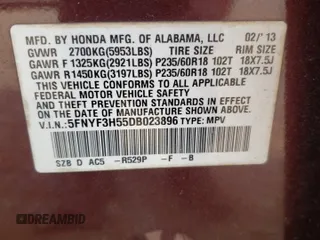 MFD. BY HONDA MFG. OF ALABAMA, LLC 02/'13
GVWR 2700KG(5953LBS) TIRE SIZE RIM SIZE
GAWR F 1325KG(2921LBS) P235/60R18 102T 18X7.5J
GAWR R1450KG(3197LBS) P235/60R18 102T 18X7.5J
THIS VEHICLE CONFORMS TO ALL APPLICABLE FEDERAL MOTOR VEHICLE SAFETY AND THEFT PREVENTION STANDARDS IN EFFECT ON THE DATE OF MANUFACTURE SHOWN ABOVE.
V.I.N.: 5FNYF3H55DB023896 TYPE: MPV
SZB D AC5 -R529P -F -B
AUTOBIDMASTER